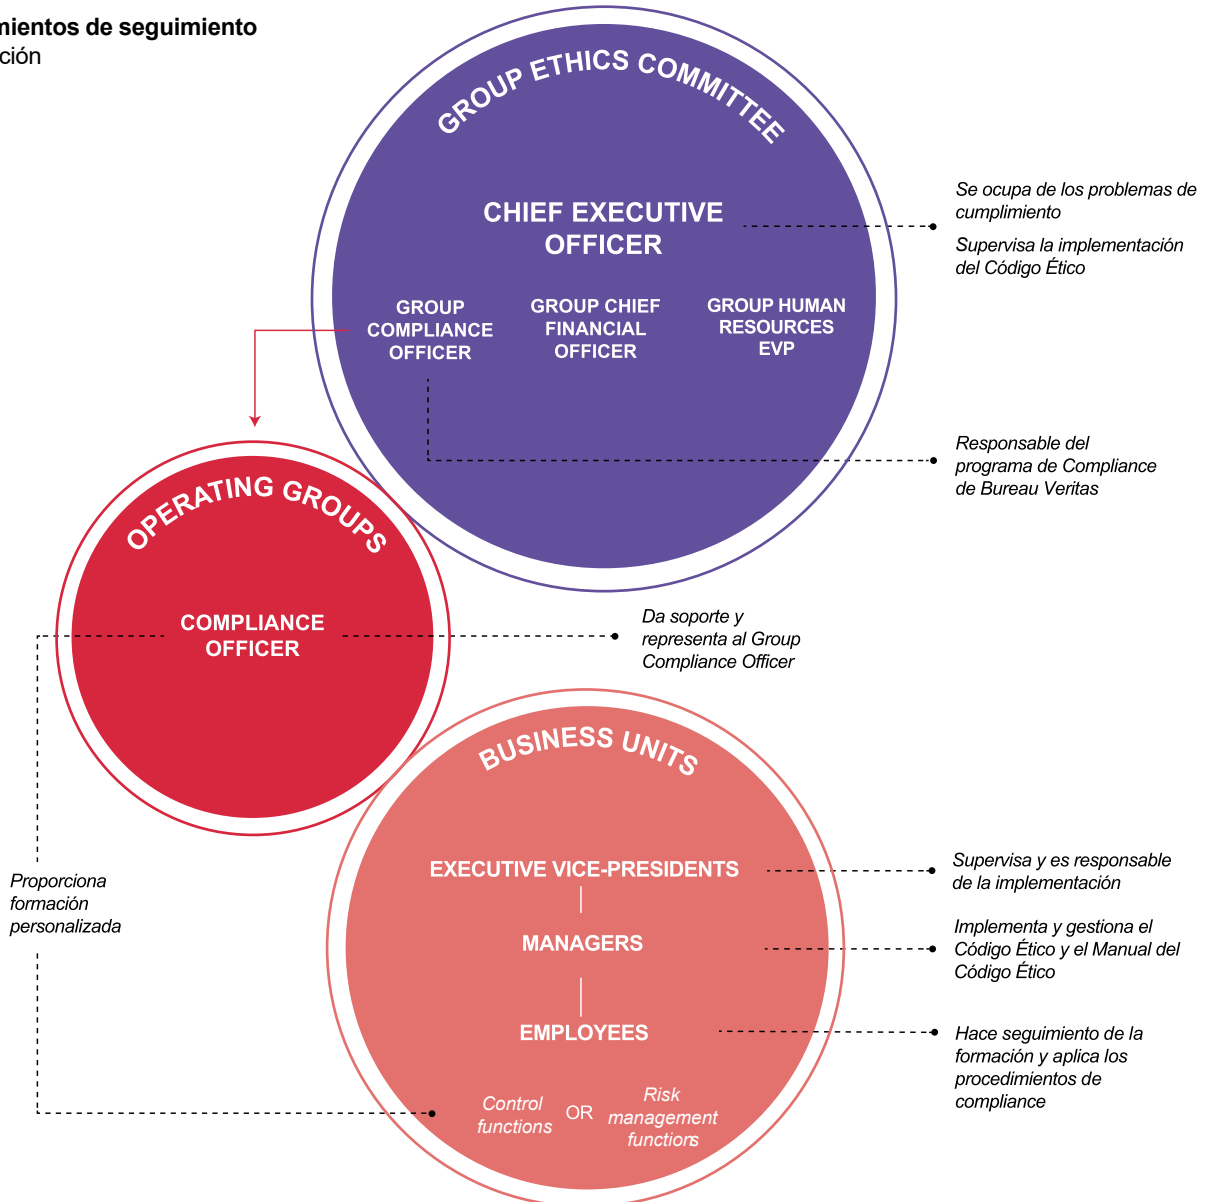 mientos de seguimiento
ción
GROUP ETHICS COMMITTEE
CHIEF EXECUTIVE
OFFICER
GROUP
COMPLIANCE
OFFICER
GROUP CHIEF
FINANCIAL
OFFICER
GROUP HUMAN
RESOURCES
EVP
Se ocupa de los problemas de
cumplimiento
Supervisa la implementación
del Código Ético
Responsable del
programa de Compliance
de Bureau Veritas
OPERATING GROUPS
COMPLIANCE
OFFICER
Da soporte y
representa al Group
Compliance Officer
Proporciona
formación
personalizada
BUSINESS UNITS
EXECUTIVE VICE-PRESIDENTS
MANAGERS
EMPLOYEES
Control
functions
OR
Risk
management
functions
Supervisa y es responsable
de la implementación
Implementa y gestiona el
Código Ético y el Manual del
Código Ético
Hace seguimiento de la
formación y aplica los
procedimientos de
compliance